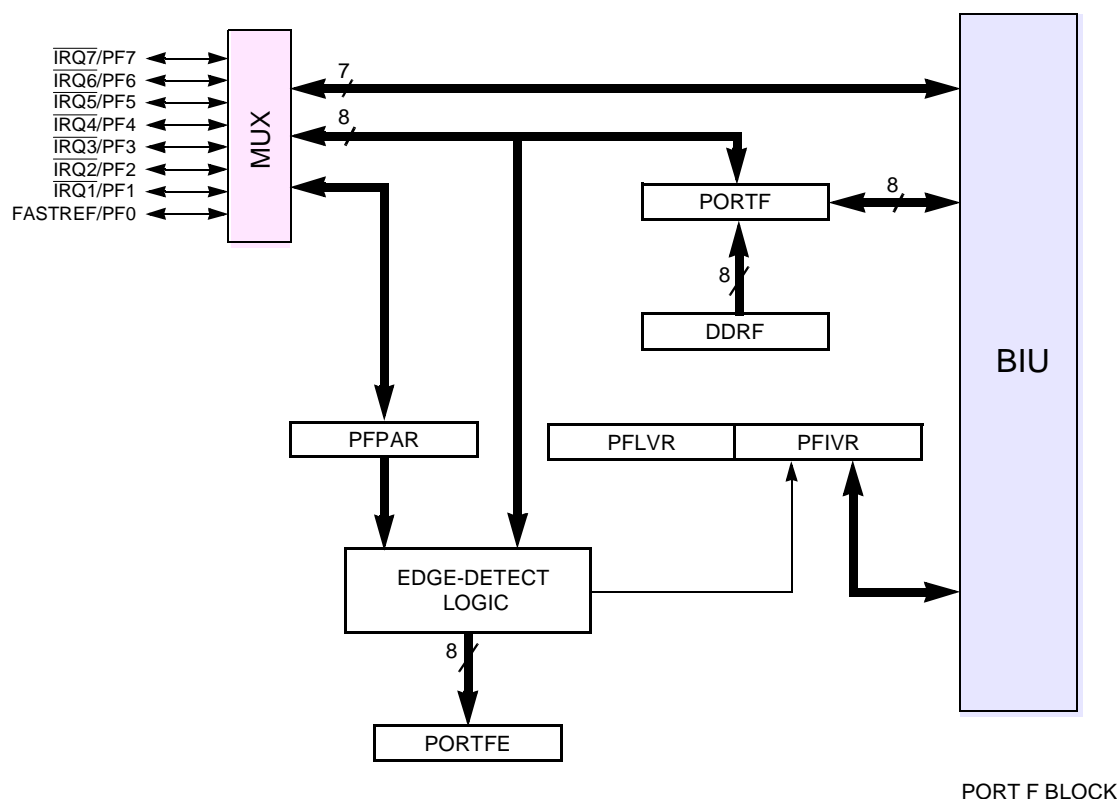 IRQ7/PF7
IRQ6/PF6
IRQ5/PF5
IRQ4/PF4
IRQ3/PF3
IRQ2/PF2
IRQ1/PF1
FASTREF/PF0
MUX
7
8
PORTF
8
8
DDRF
BIU
PFPAR
PFLVR
PFIVR
EDGE-DETECT
LOGIC
8
PORTFE
PORT F BLOCK